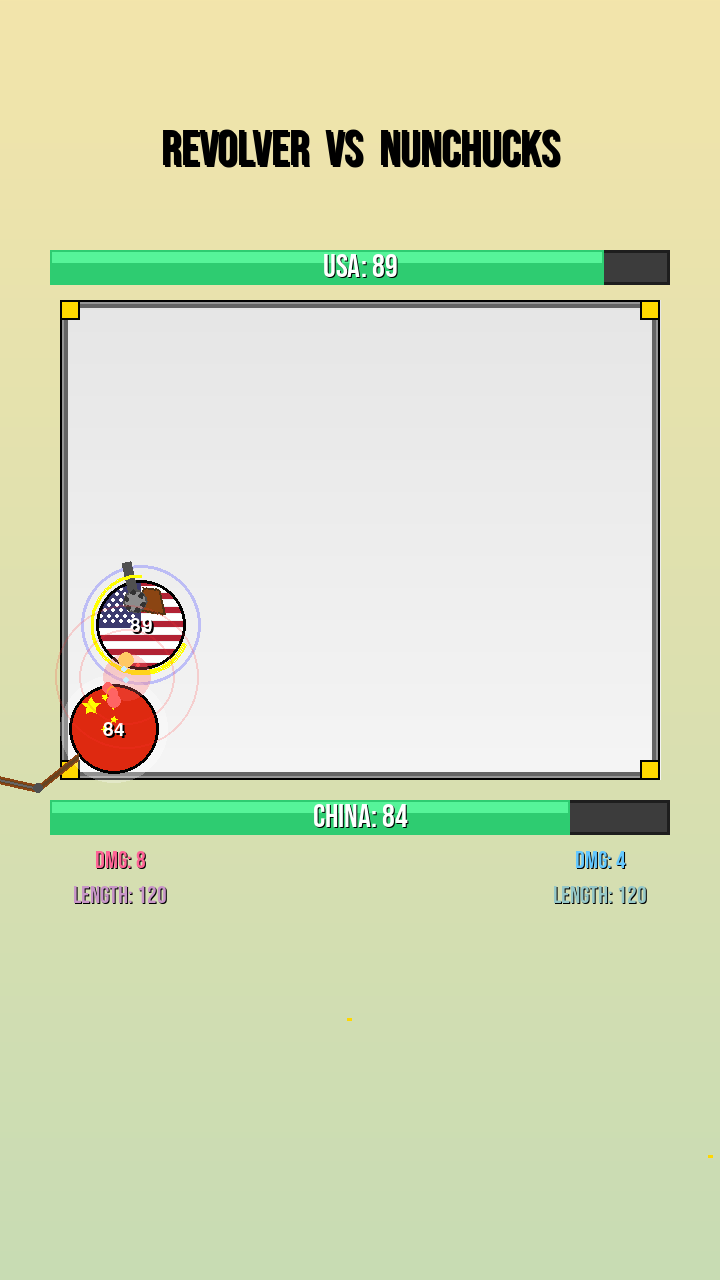 REVOLVER VS NUNCHUCKS
USA: 89
89
84
CHINA: 84
DMG: 8
DMG: 4
LENGTH: 120
LENGTH: 120